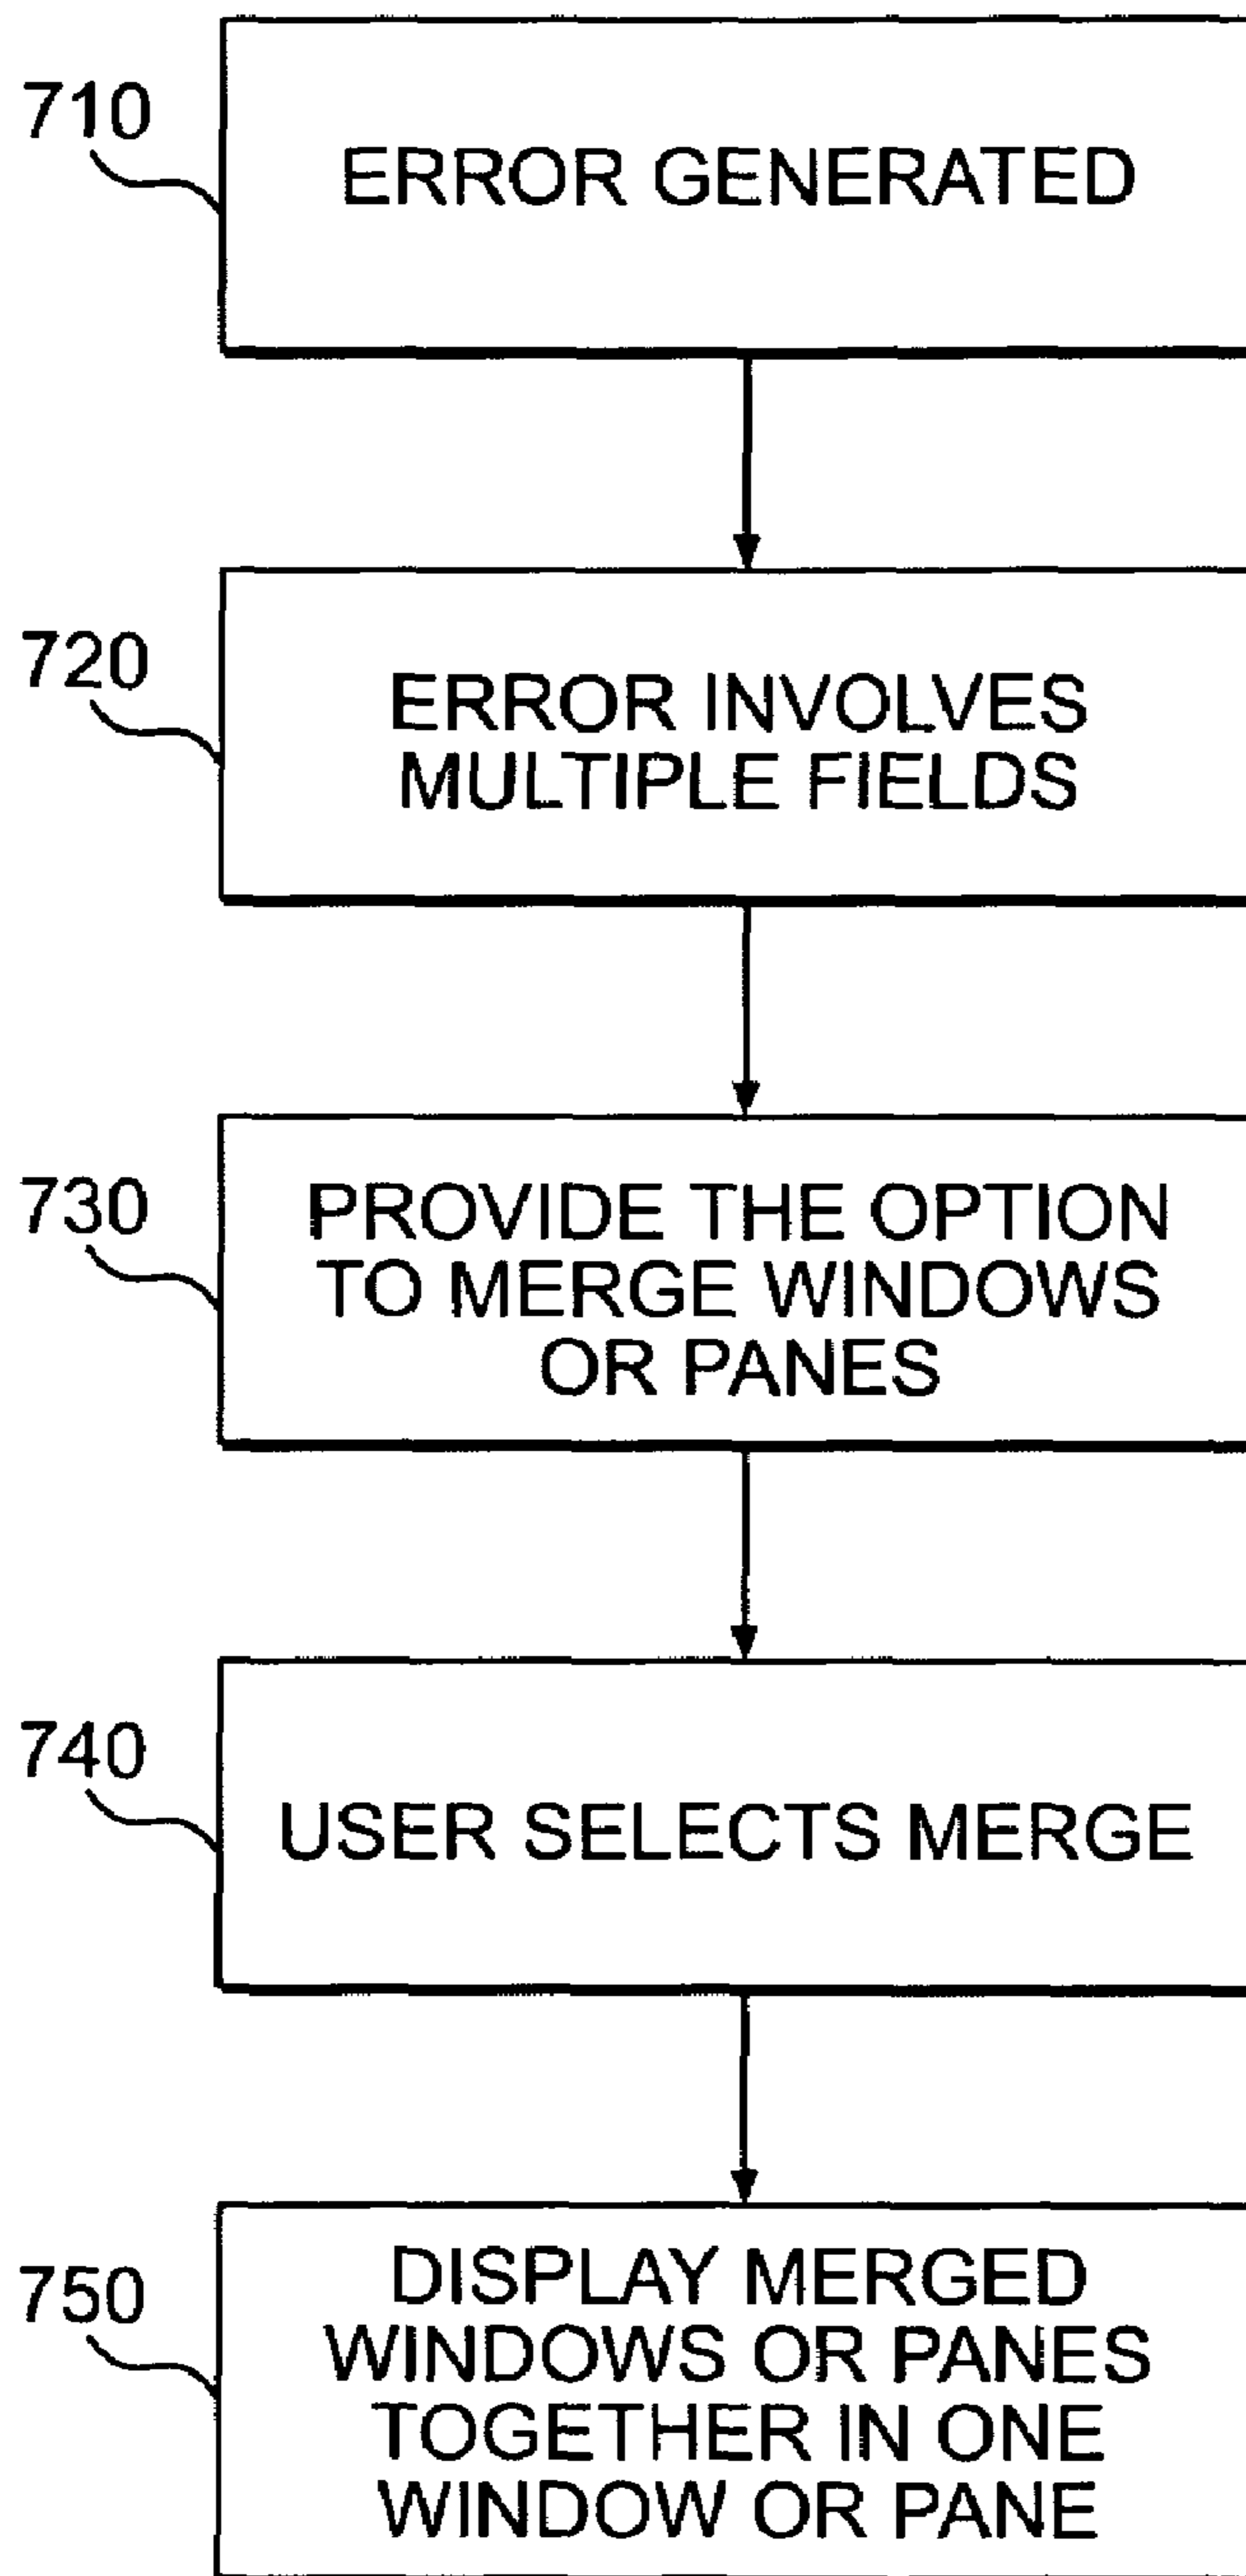 710
ERROR GENERATED
720
ERROR INVOLVES
MULTIPLE FIELDS
730
PROVIDE THE OPTION
TO MERGE WINDOWS
OR PANES
740
USER SELECTS MERGE
750
DISPLAY MERGED
WINDOWS OR PANES
TOGETHER IN ONE
WINDOW OR PANE